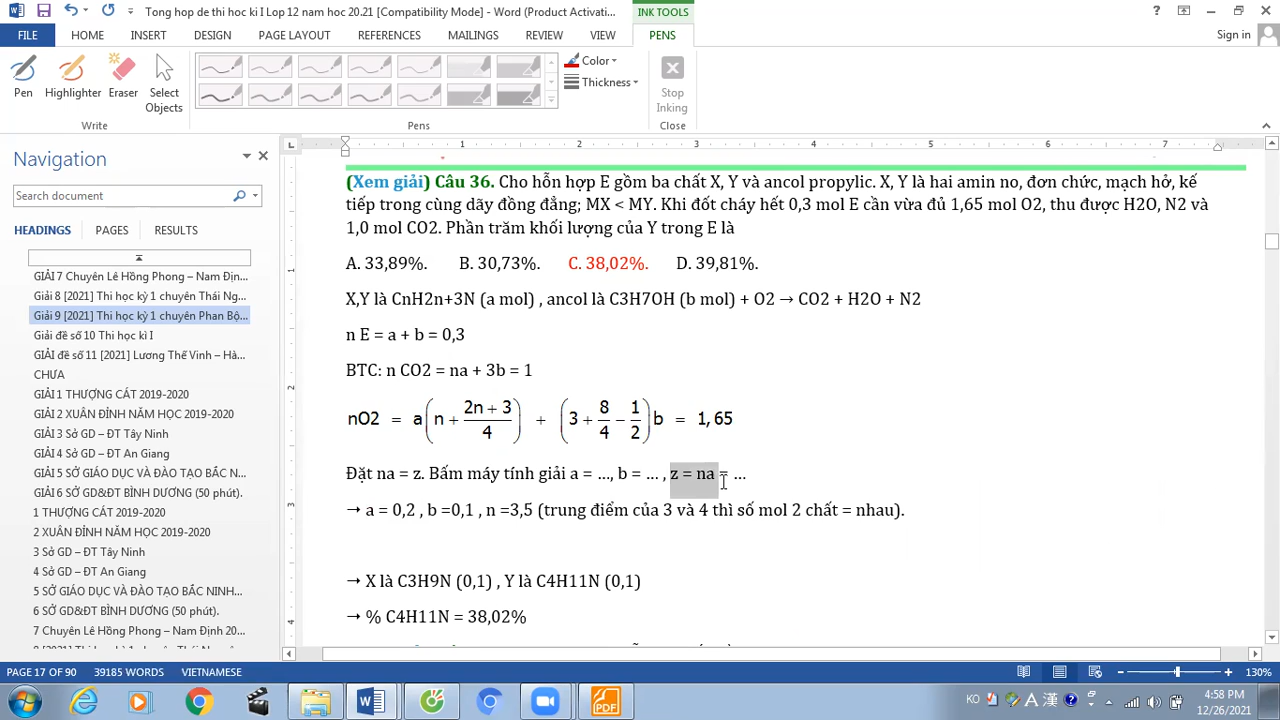 Tong hop de thi hoc ki I Lop 12 nam hoc 20.21 [Compatibility Mode] - Word (Product Activati...
INK TOOLS
FILE HOME INSERT DESIGN PAGE LAYOUT REFERENCES MAILINGS REVIEW VIEW PENS
Sign in
Pen Highlighter Eraser Select Objects
Color
Thickness
Stop Inking
Write Pens Close
Navigation
Search Navigation
HEADINGS PAGES RESULTS
GIẢI 7 Chuyên Lê Hồng Phong – Nam Địn...
Giải 8 [2021] Thi học kỳ 1 chuyên Thái Ng...
Giải 9 [2021] Thi học kỳ 1 chuyên Phan Bộ...
Giải đề số 10 Thi học kì I
GIẢI đề số 11 [2021] Lương Thế Vinh – Hà...
CHƯA
GIẢI 1 THƯỢNG CÁT 2019-2020
GIẢI 2 XUÂN ĐỈNH NĂM HỌC 2019-2020
GIẢI 3 Sở GD – ĐT Tây Ninh
GIẢI 4 Sở GD – ĐT An Giang
GIẢI 5 SỞ GIÁO DỤC VÀ ĐÀO TẠO BẮC NI...
GIẢI 6 SỞ GD&ĐT BÌNH DƯƠNG (50 phút).
1 THƯỢNG CÁT 2019-2020
2 XUÂN ĐỈNH NĂM HỌC 2019-2020
3 Sở GD – ĐT Tây Ninh
4 Sở GD – ĐT An Giang
5 SỞ GIÁO DỤC VÀ ĐÀO TẠO BẮC NINH...
6 SỞ GD&ĐT BÌNH DƯƠNG (50 phút).
7 Chuyên Lê Hồng Phong – Nam Định 20...
1 2 3 4 5 6 7
(Xem giải) Câu 36. Cho hỗn hợp E gồm ba chất X, Y và ancol propylic. X, Y là hai amin no, đơn chức, mạch hở, kế
tiếp trong cùng dãy đồng đẳng; MX < MY. Khi đốt cháy hết 0,3 mol E cần vừa đủ 1,65 mol O2, thu được H2O, N2 và
1,0 mol CO2. Phần trăm khối lượng của Y trong E là
A. 33,89%. B. 30,73%. C. 38,02%. D. 39,81%.
X,Y là CnH2n+3N (a mol) , ancol là C3H7OH (b mol) + O2 → CO2 + H2O + N2
n E = a + b = 0,3
BTC: n CO2 = na + 3b = 1
nO2 = a(n + (2n + 3)/4) + (3 + 8/4 − 1/2)b = 1,65
Đặt na = z. Bấm máy tính giải a = ..., b = ... , z = na = ...
→ a = 0,2 , b =0,1 , n =3,5 (trung điểm của 3 và 4 thì số mol 2 chất = nhau).
→ X là C3H9N (0,1) , Y là C4H11N (0,1)
→ % C4H11N = 38,02%
PAGE 17 OF 90 39185 WORDS VIETNAMESE 130%
KO A 漢
4:58 PM
12/26/2021